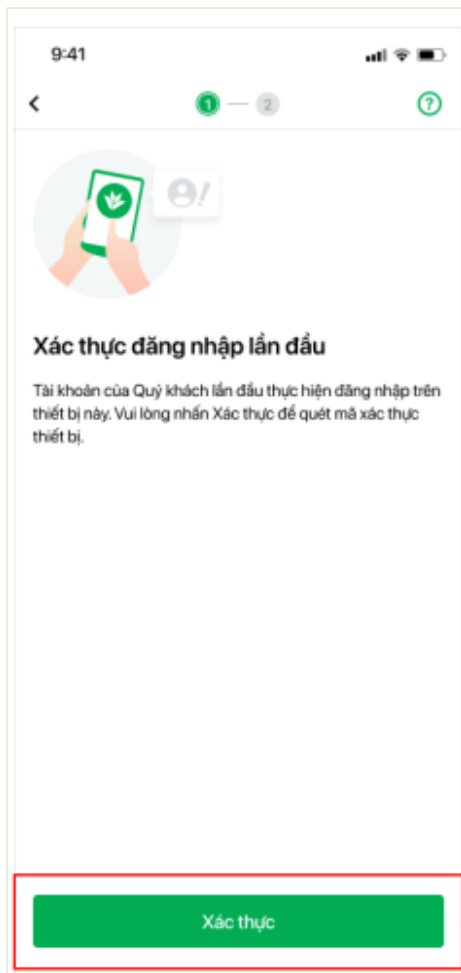 9:41
1 2 ?
!
Xác thực đăng nhập lần đầu
Tài khoản của Quý khách lần đầu thực hiện đăng nhập trên
thiết bị này. Vui lòng nhấn Xác thực để quét mã xác thực
thiết bị.
Xác thực